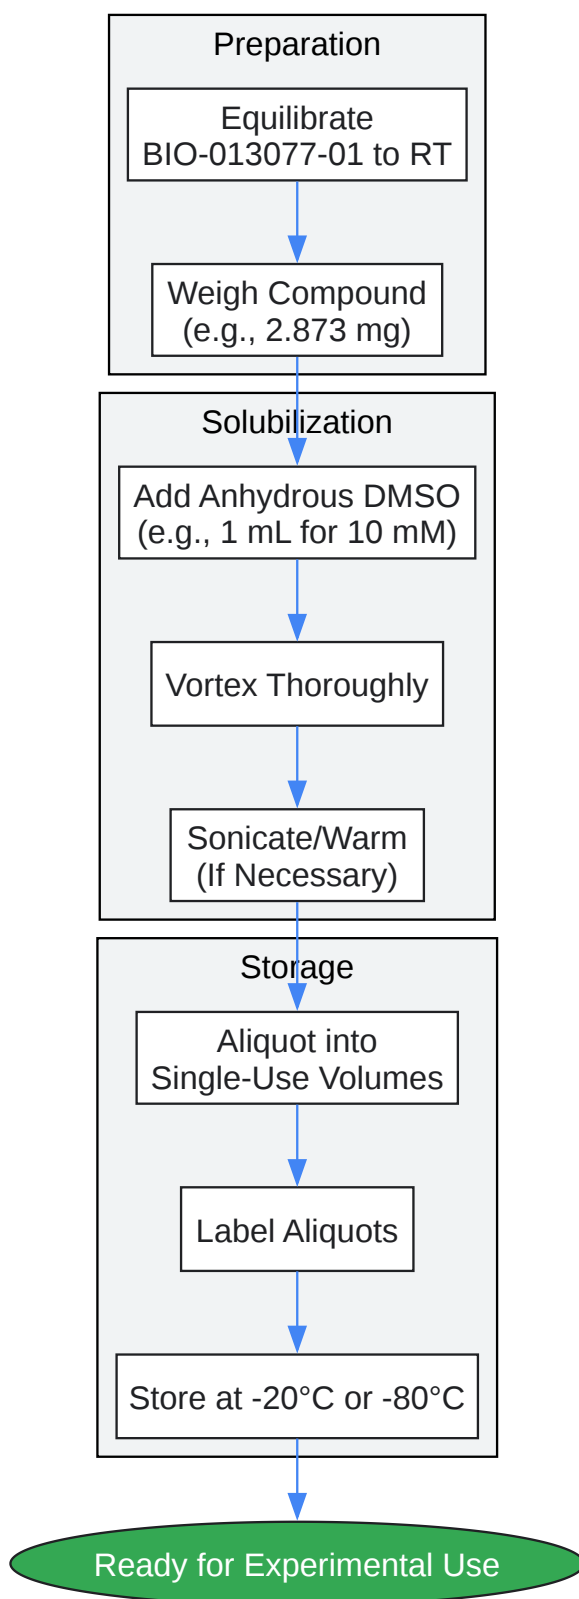 Preparation
Equilibrate
BIO-013077-01 to RT
Weigh Compound
(e.g., 2.873 mg)
Solubilization
Add Anhydrous DMSO
(e.g., 1 mL for 10 mM)
Vortex Thoroughly
Sonicate/Warm
(If Necessary)
Storage
Aliquot into
Single-Use Volumes
Label Aliquots
Store at -20°C or -80°C
Ready for Experimental Use